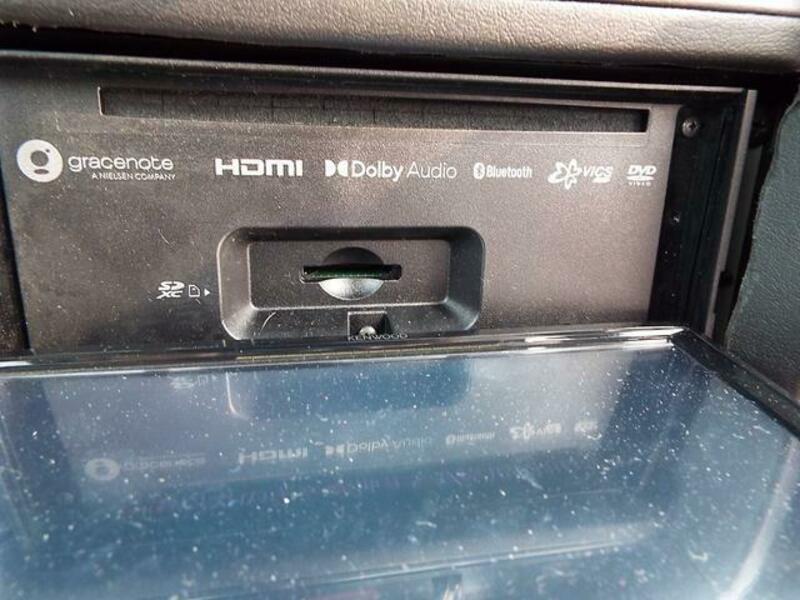 gracenote
A NIELSEN COMPANY
HDMI
Dolby Audio
Bluetooth
VICS
DVD
VIDEO
SD
XC
KENWOOD